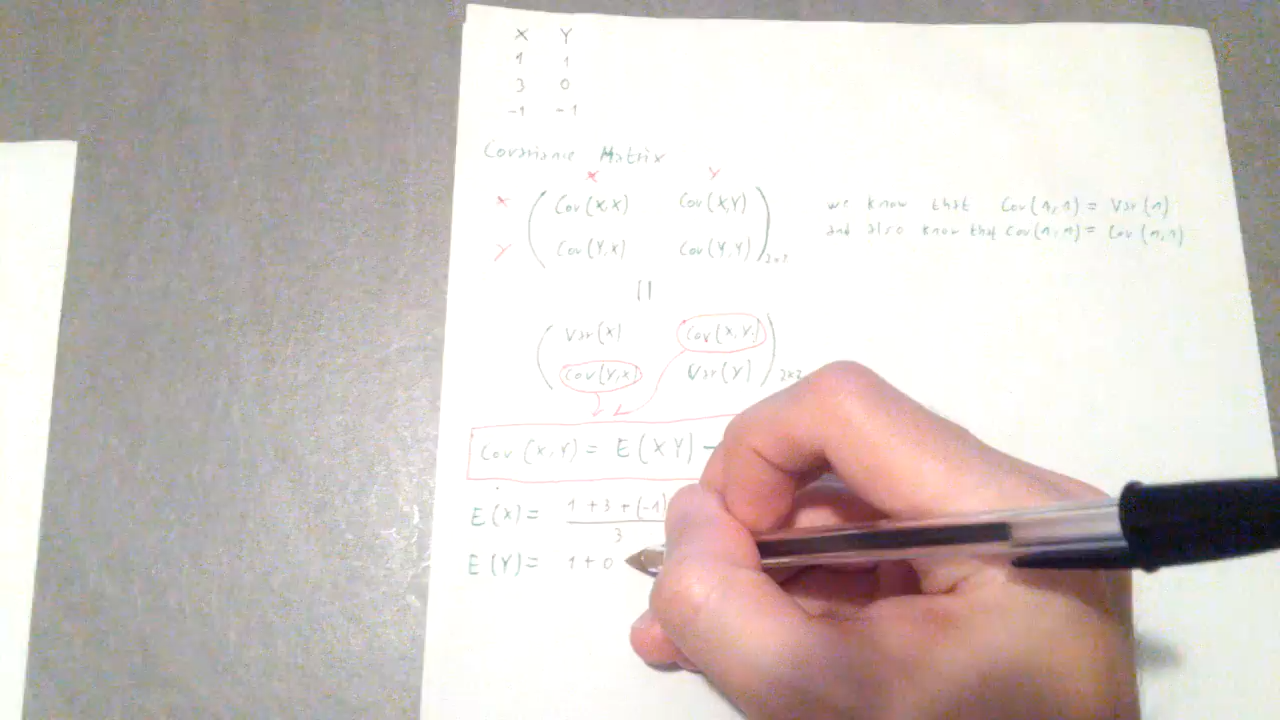 X Y
1 1
3 0
-1 -1
Covariance Matrix
X Y
X Cov(X,X) Cov(X,Y)
Y Cov(Y,X) Cov(Y,Y) 2x2
we know that Cov(n,n) = Var(n)
and also know that Cov(n,m) = Cov(m,n)
||
Var(X) Cov(X,Y)
Cov(Y,X) Var(Y) 2x2
Cov(X,Y) = E(XY) -
E(X) = 1+3+(-1)
3
E(Y) = 1+0